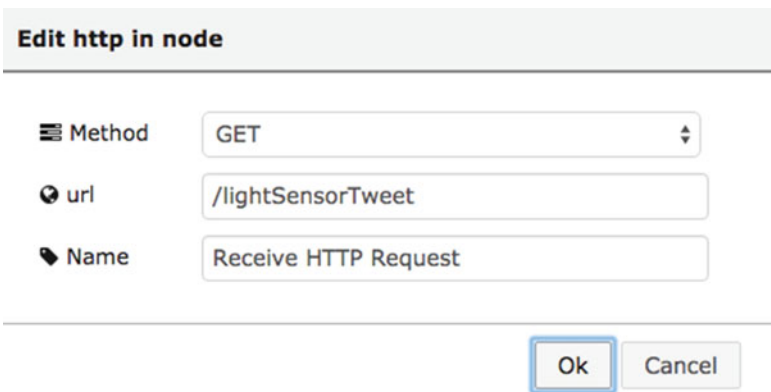 Edit http in node
Method GET
url /lightSensorTweet
Name Receive HTTP Request
Ok Cancel